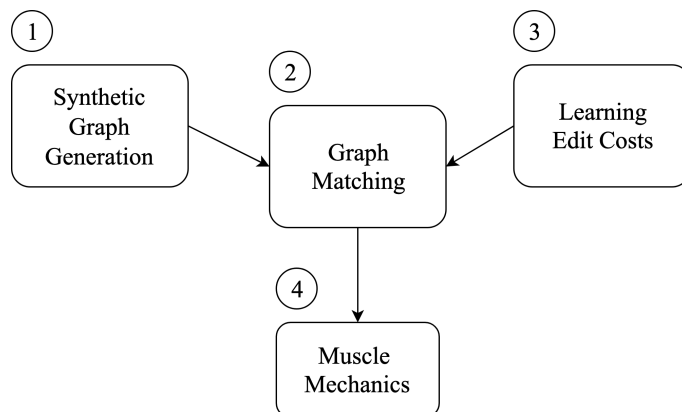 1
Synthetic
Graph
Generation
2
Graph
Matching
3
Learning
Edit Costs
4
Muscle
Mechanics